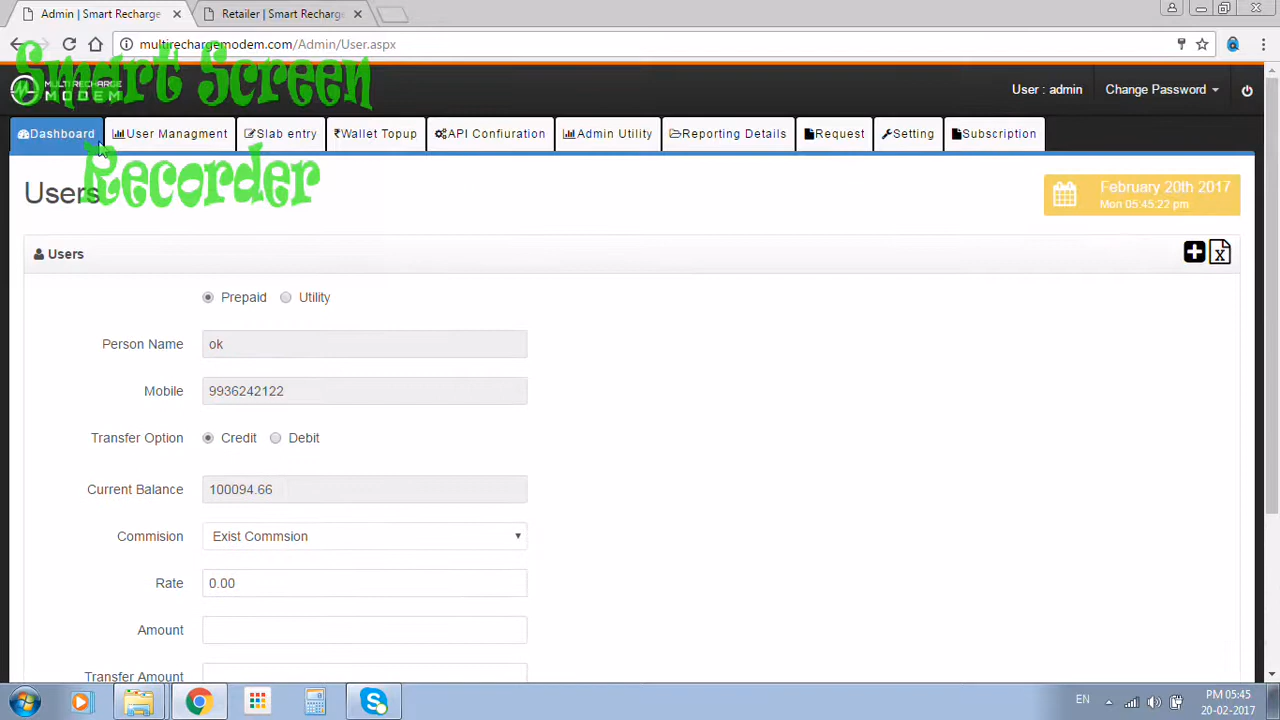 Admin | Smart Recharge
Retailer | Smart Recharge
multirechargemodem.com/Admin/User.aspx
Smart Screen
Recorder
MULTI RECHARGE
MODEM
User : admin
Change Password
Dashboard
User Managment
Slab entry
Wallet Topup
API Confiuration
Admin Utility
Reporting Details
Request
Setting
Subscription
Users
February 20th 2017
Mon 05:45:22 pm
Users
Prepaid
Utility
Person Name
ok
Mobile
9936242122
Transfer Option
Credit
Debit
Current Balance
100094.66
Commision
Exist Commsion
Rate
0.00
Amount
Transfer Amount
EN
PM 05:45
20-02-2017